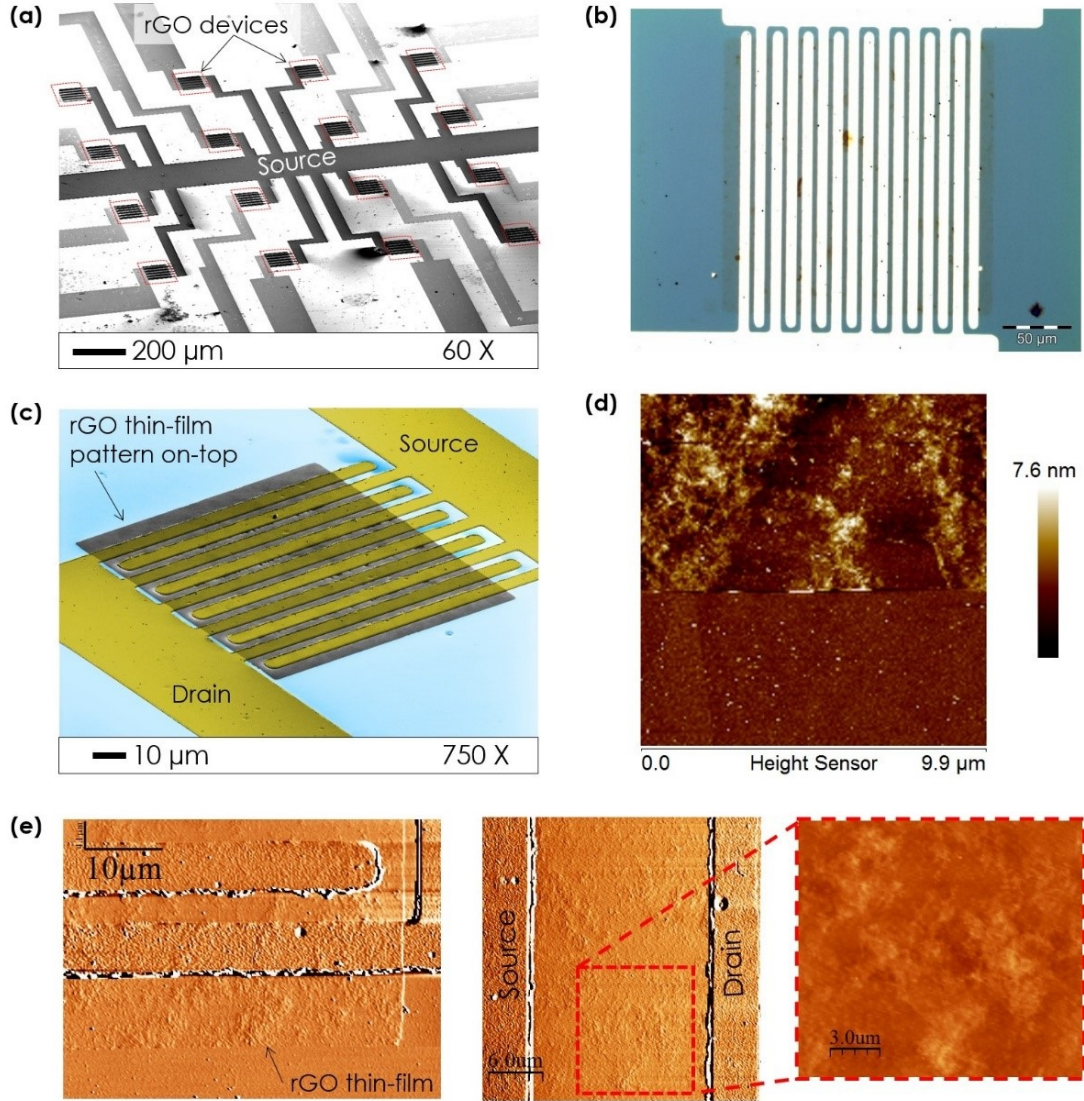 (a)
rGO devices
Source
200 µm
60 X
(b)
50 µm
(c)
rGO thin-film
pattern on-top
Source
Drain
10 µm
750 X
(d)
7.6 nm
0.0
Height Sensor
9.9 µm
(e)
10µm
rGO thin-film
Source
Drain
6.0um
3.0um